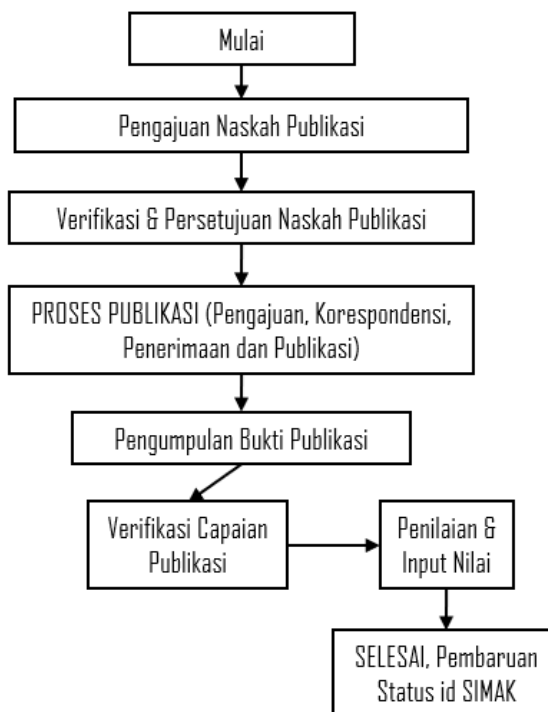 Mulai
Pengajuan Naskah Publikasi
Verifikasi & Persetujuan Naskah Publikasi
PROSES PUBLIKASI (Pengajuan, Korespondensi,
Penerimaan dan Publikasi)
Pengumpulan Bukti Publikasi
Verifikasi Capaian
Publikasi
Penilaian &
Input Nilai
SELESAI, Pembaruan
Status id SIMAK